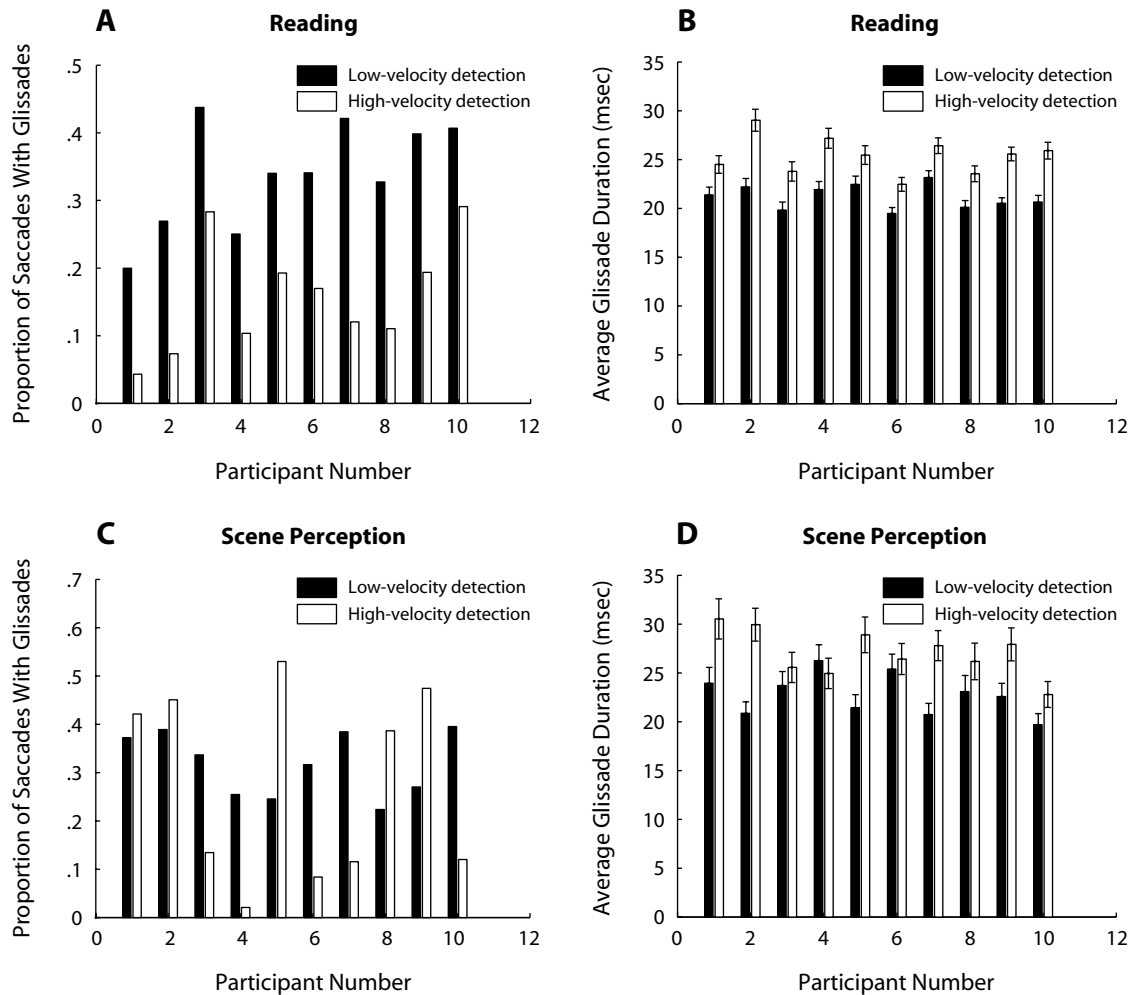 A
Reading
Proportion of Saccades With Glissades
.5
.4
.3
.2
.1
0
Low-velocity detection
High-velocity detection
0 2 4 6 8 10 12
Participant Number
B
Reading
Average Glissade Duration (msec)
35
30
25
20
15
10
5
0
Low-velocity detection
High-velocity detection
0 2 4 6 8 10 12
Participant Number
C
Scene Perception
Proportion of Saccades With Glissades
.7
.6
.5
.4
.3
.2
.1
0
Low-velocity detection
High-velocity detection
0 2 4 6 8 10 12
Participant Number
D
Scene Perception
Average Glissade Duration (msec)
35
30
25
20
15
10
5
0
Low-velocity detection
High-velocity detection
0 2 4 6 8 10 12
Participant Number